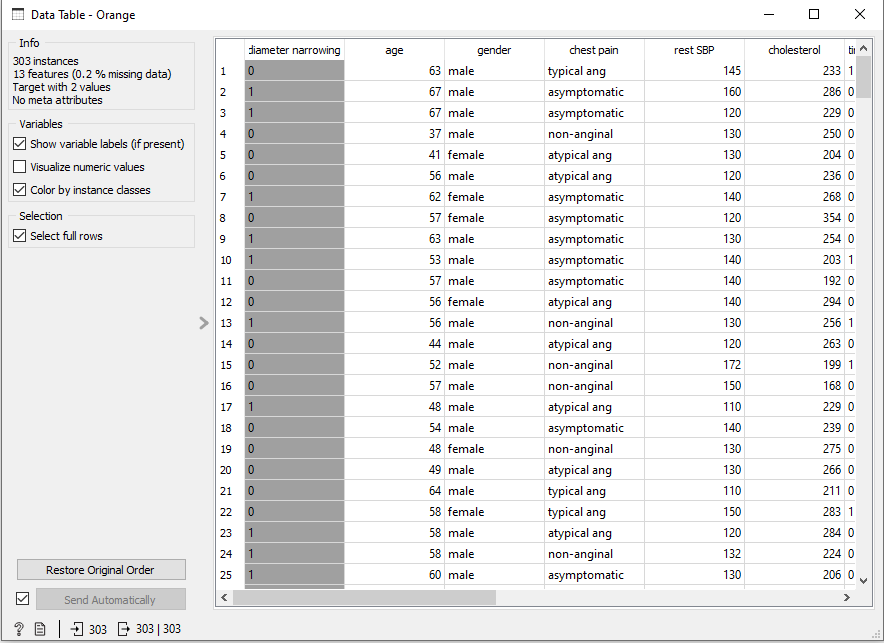 Data Table - Orange
Info
303 instances
13 features (0.2 % missing data)
Target with 2 values
No meta attributes
Variables
Show variable labels (if present)
Visualize numeric values
Color by instance classes
Selection
Select full rows
diameter narrowing age gender chest pain rest SBP cholesterol
1 0 63 male typical ang 145 233 1
2 1 67 male asymptomatic 160 286 0
3 1 67 male asymptomatic 120 229 0
4 0 37 male non-anginal 130 250 0
5 0 41 female atypical ang 130 204 0
6 0 56 male atypical ang 120 236 0
7 1 62 female asymptomatic 140 268 0
8 0 57 female asymptomatic 120 354 0
9 1 63 male asymptomatic 130 254 0
10 1 53 male asymptomatic 140 203 1
11 0 57 male asymptomatic 140 192 0
12 0 56 female atypical ang 140 294 0
13 1 56 male non-anginal 130 256 1
14 0 44 male atypical ang 120 263 0
15 0 52 male non-anginal 172 199 1
16 0 57 male non-anginal 150 168 0
17 1 48 male atypical ang 110 229 0
18 0 54 male asymptomatic 140 239 0
19 0 48 female non-anginal 130 275 0
20 0 49 male atypical ang 130 266 0
21 0 64 male typical ang 110 211 0
22 0 58 female typical ang 150 283 1
23 1 58 male atypical ang 120 284 0
24 1 58 male non-anginal 132 224 0
25 1 60 male asymptomatic 130 206 0
Restore Original Order
Send Automatically
? 303 303 | 303